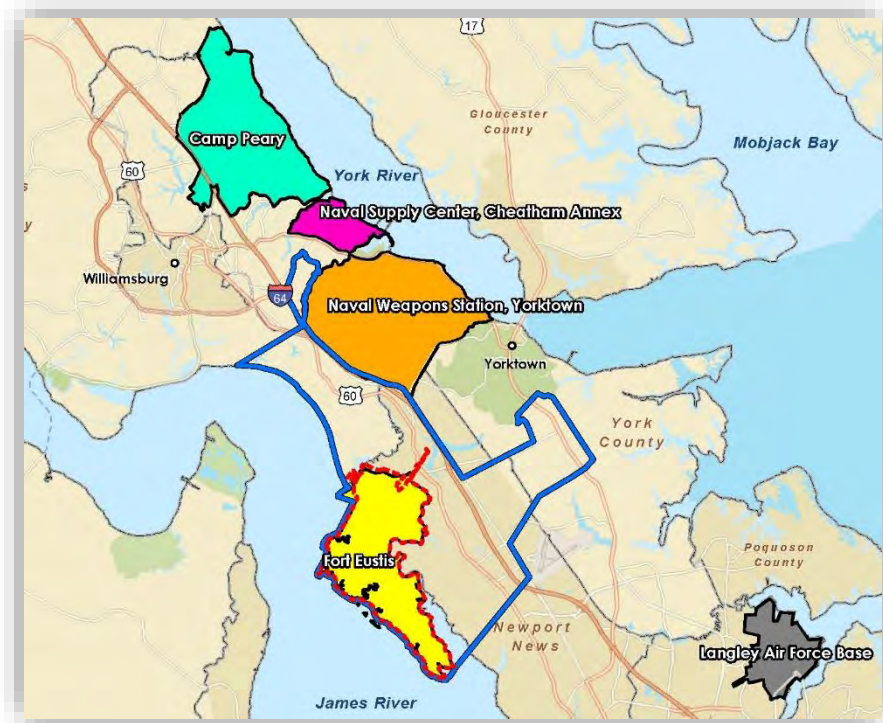 17
Gloucester
County
Camp Peary
Mobjack Bay
60
York River
Naval Supply Center, Cheatham Annex
Williamsburg
64
Naval Weapons Station, Yorktown
Yorktown
60
York
County
Fort Eustis
Poquoson
County
Newport
News
Langley Air Force Base
James River